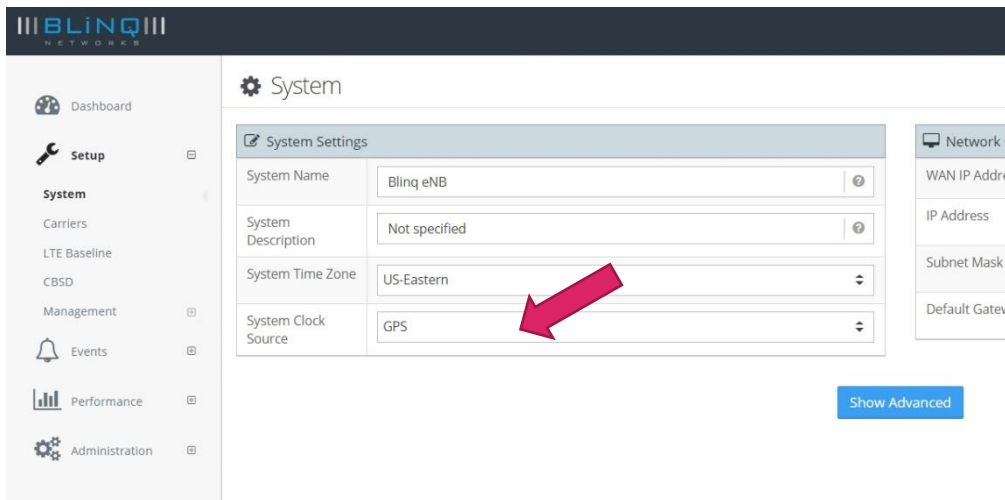 BLiNQ
NETWORKS
Dashboard
Setup
System
Carriers
LTE Baseline
CBSD
Management
Events
Performance
Administration
System
System Settings
System Name
Blinq eNB
System
Description
Not specified
System Time Zone
US-Eastern
System Clock
Source
GPS
Network
WAN IP Addre
IP Address
Subnet Mask
Default Gatew
Show Advanced